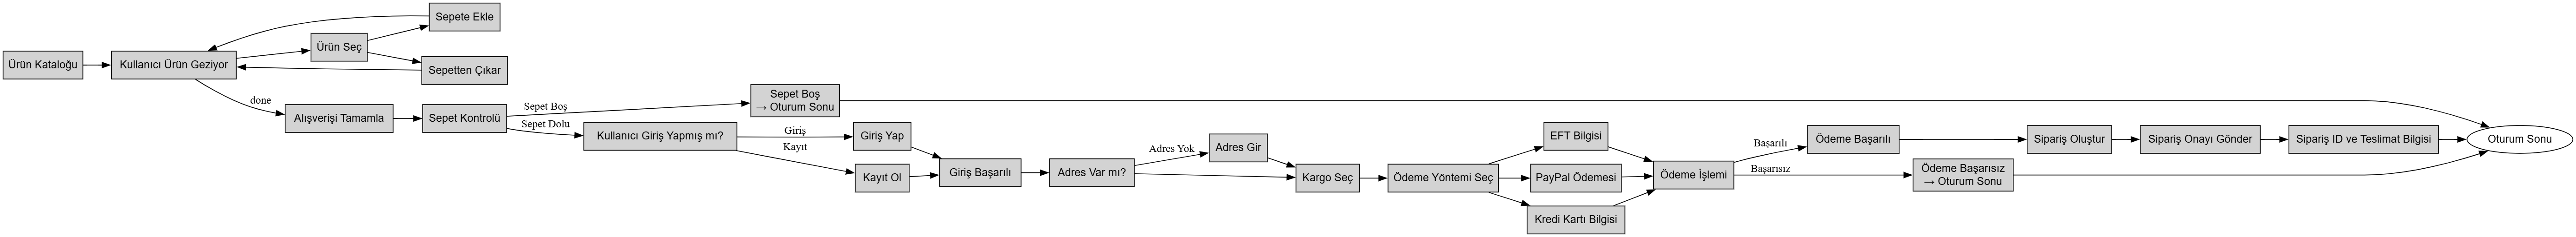 Ürün Kataloğu
Kullanıcı Ürün Geziyor
Ürün Seç
Sepete Ekle
Sepetten Çıkar
done
Alışverişi Tamamla
Sepet Kontrolü
Sepet Boş
Sepet Dolu
Sepet Boş
→ Oturum Sonu
Kullanıcı Giriş Yapmış mı?
Giriş
Kayıt
Giriş Yap
Kayıt Ol
Giriş Başarılı
Adres Var mı?
Adres Yok
Adres Gir
Kargo Seç
Ödeme Yöntemi Seç
EFT Bilgisi
PayPal Ödemesi
Kredi Kartı Bilgisi
Ödeme İşlemi
Başarılı
Başarısız
Ödeme Başarılı
Ödeme Başarısız
→ Oturum Sonu
Sipariş Oluştur
Sipariş Onayı Gönder
Sipariş ID ve Teslimat Bilgisi
Oturum Sonu